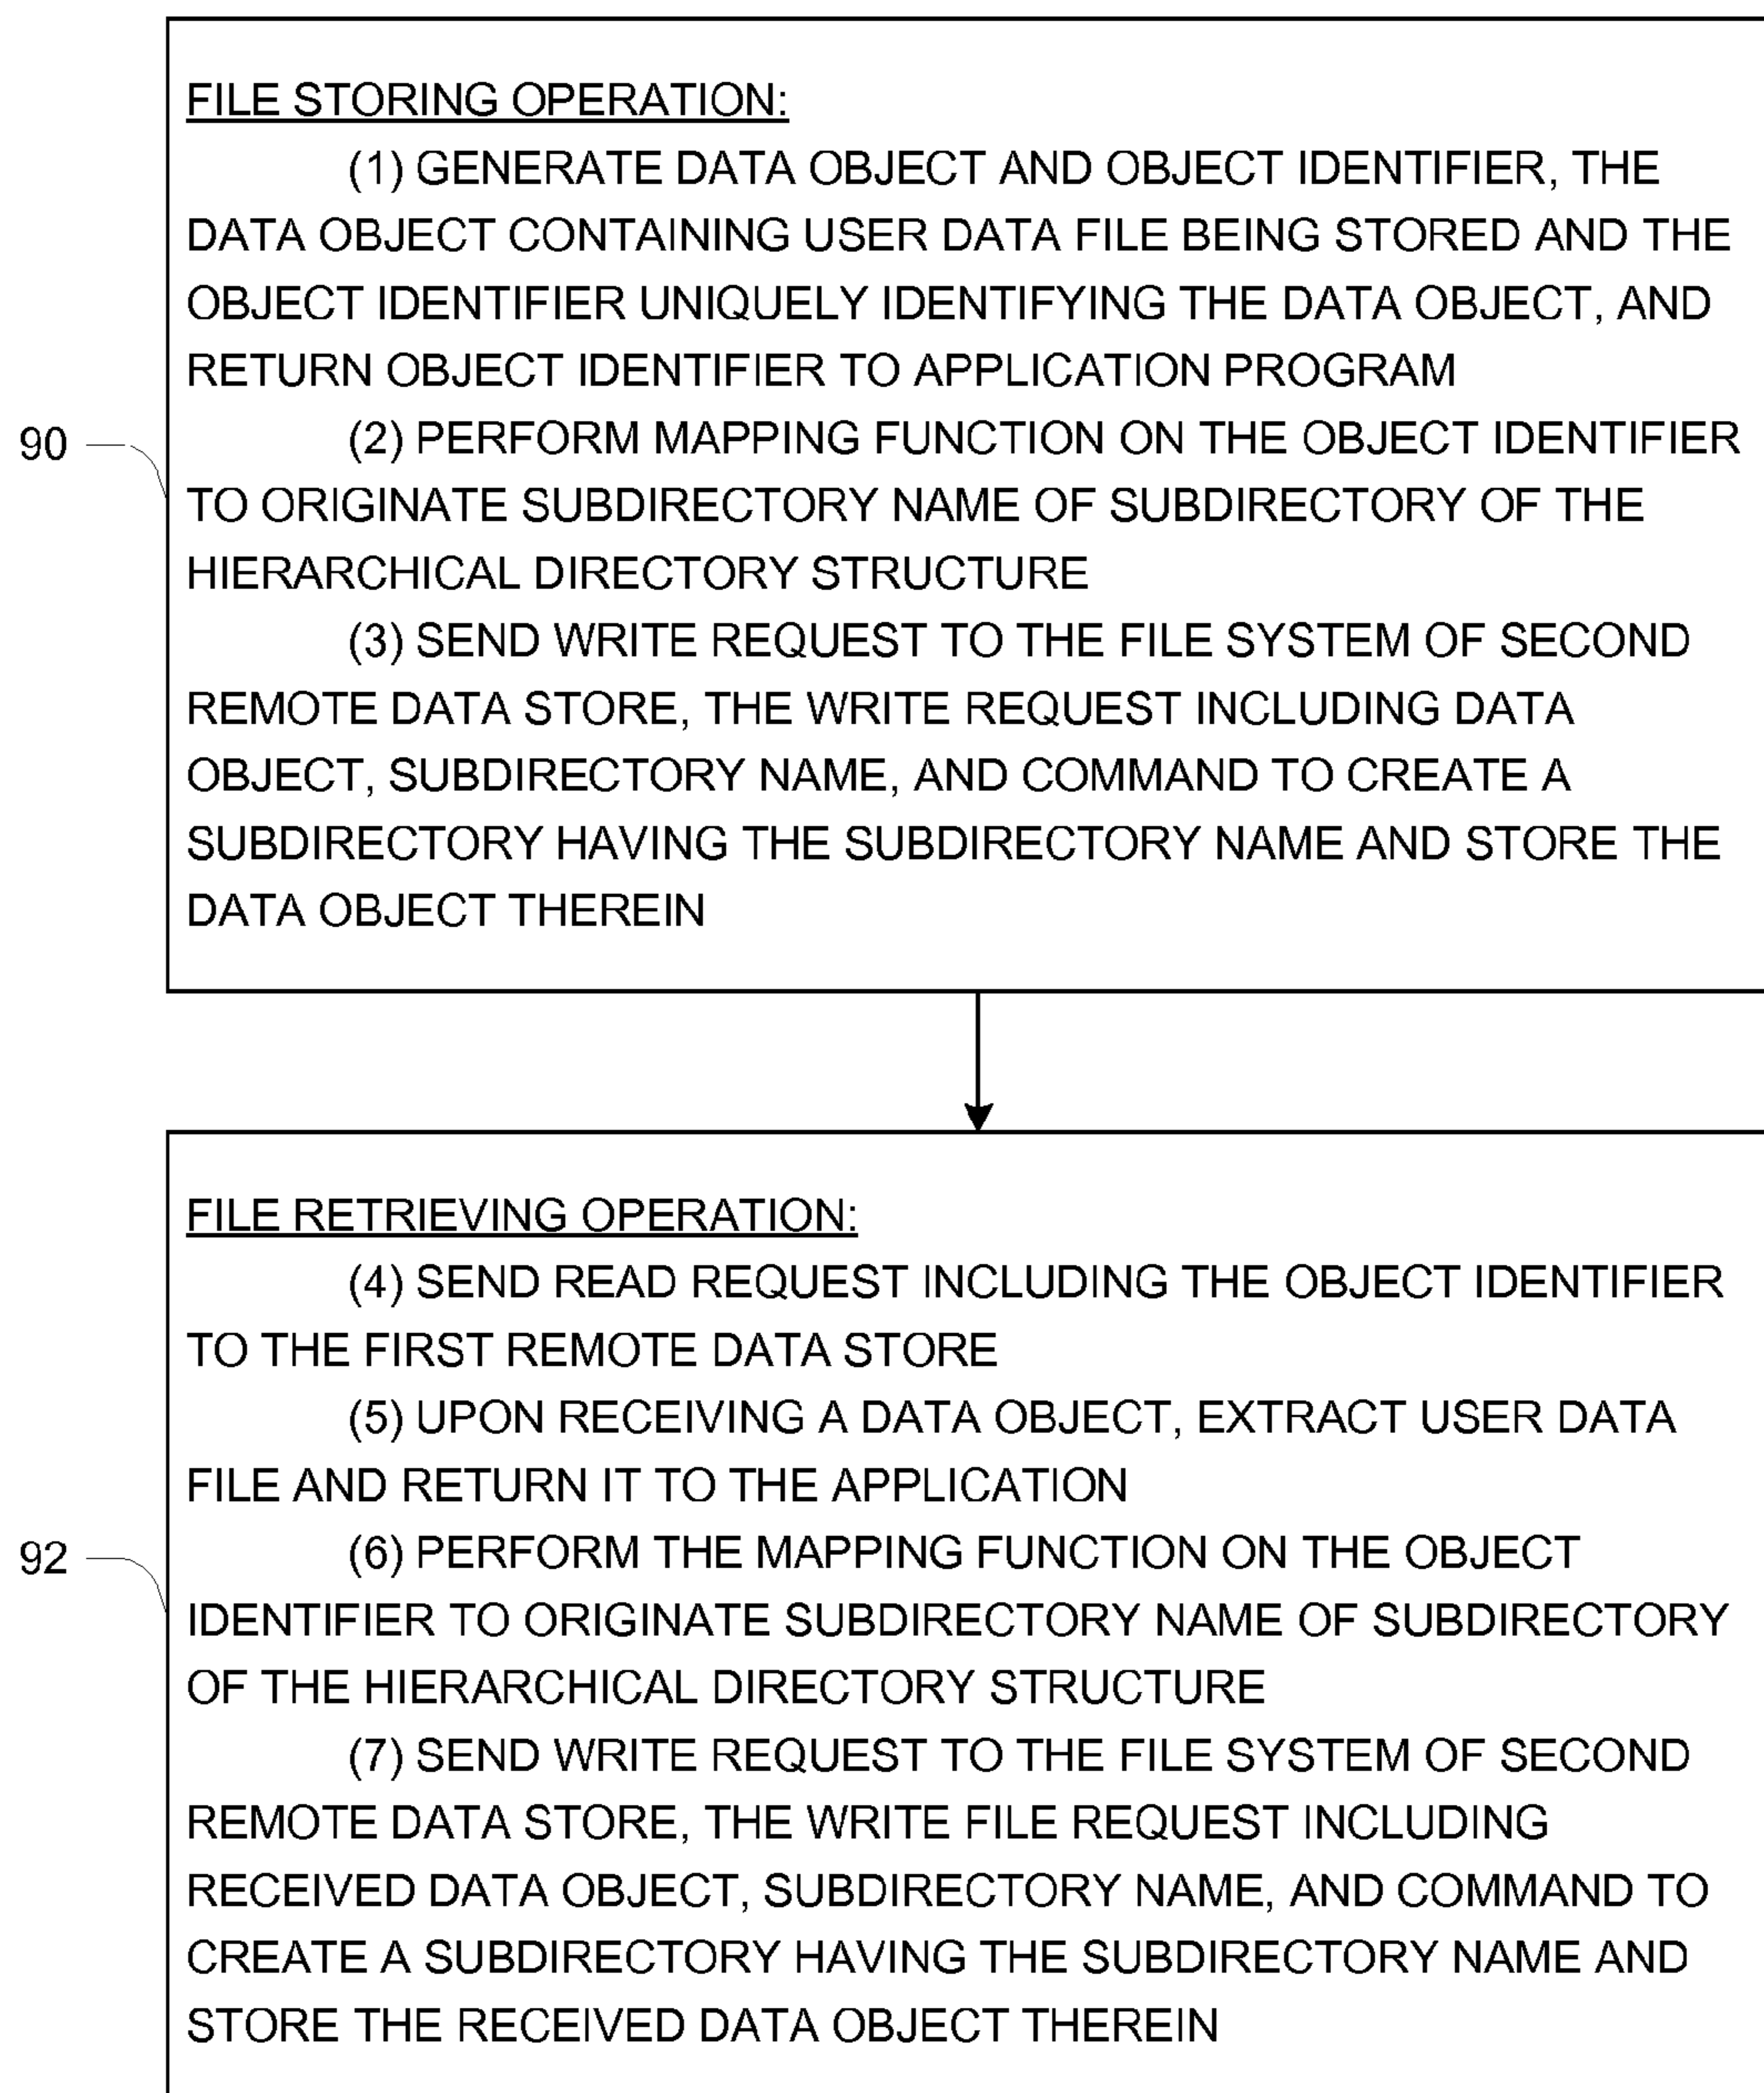 FILE STORING OPERATION:
(1) GENERATE DATA OBJECT AND OBJECT IDENTIFIER, THE
DATA OBJECT CONTAINING USER DATA FILE BEING STORED AND THE
OBJECT IDENTIFIER UNIQUELY IDENTIFYING THE DATA OBJECT, AND
RETURN OBJECT IDENTIFIER TO APPLICATION PROGRAM
(2) PERFORM MAPPING FUNCTION ON THE OBJECT IDENTIFIER
TO ORIGINATE SUBDIRECTORY NAME OF SUBDIRECTORY OF THE
HIERARCHICAL DIRECTORY STRUCTURE
(3) SEND WRITE REQUEST TO THE FILE SYSTEM OF SECOND
REMOTE DATA STORE, THE WRITE REQUEST INCLUDING DATA
OBJECT, SUBDIRECTORY NAME, AND COMMAND TO CREATE A
SUBDIRECTORY HAVING THE SUBDIRECTORY NAME AND STORE THE
DATA OBJECT THEREIN
90
FILE RETRIEVING OPERATION:
(4) SEND READ REQUEST INCLUDING THE OBJECT IDENTIFIER
TO THE FIRST REMOTE DATA STORE
(5) UPON RECEIVING A DATA OBJECT, EXTRACT USER DATA
FILE AND RETURN IT TO THE APPLICATION
(6) PERFORM THE MAPPING FUNCTION ON THE OBJECT
IDENTIFIER TO ORIGINATE SUBDIRECTORY NAME OF SUBDIRECTORY
OF THE HIERARCHICAL DIRECTORY STRUCTURE
(7) SEND WRITE REQUEST TO THE FILE SYSTEM OF SECOND
REMOTE DATA STORE, THE WRITE FILE REQUEST INCLUDING
RECEIVED DATA OBJECT, SUBDIRECTORY NAME, AND COMMAND TO
CREATE A SUBDIRECTORY HAVING THE SUBDIRECTORY NAME AND
STORE THE RECEIVED DATA OBJECT THEREIN
92